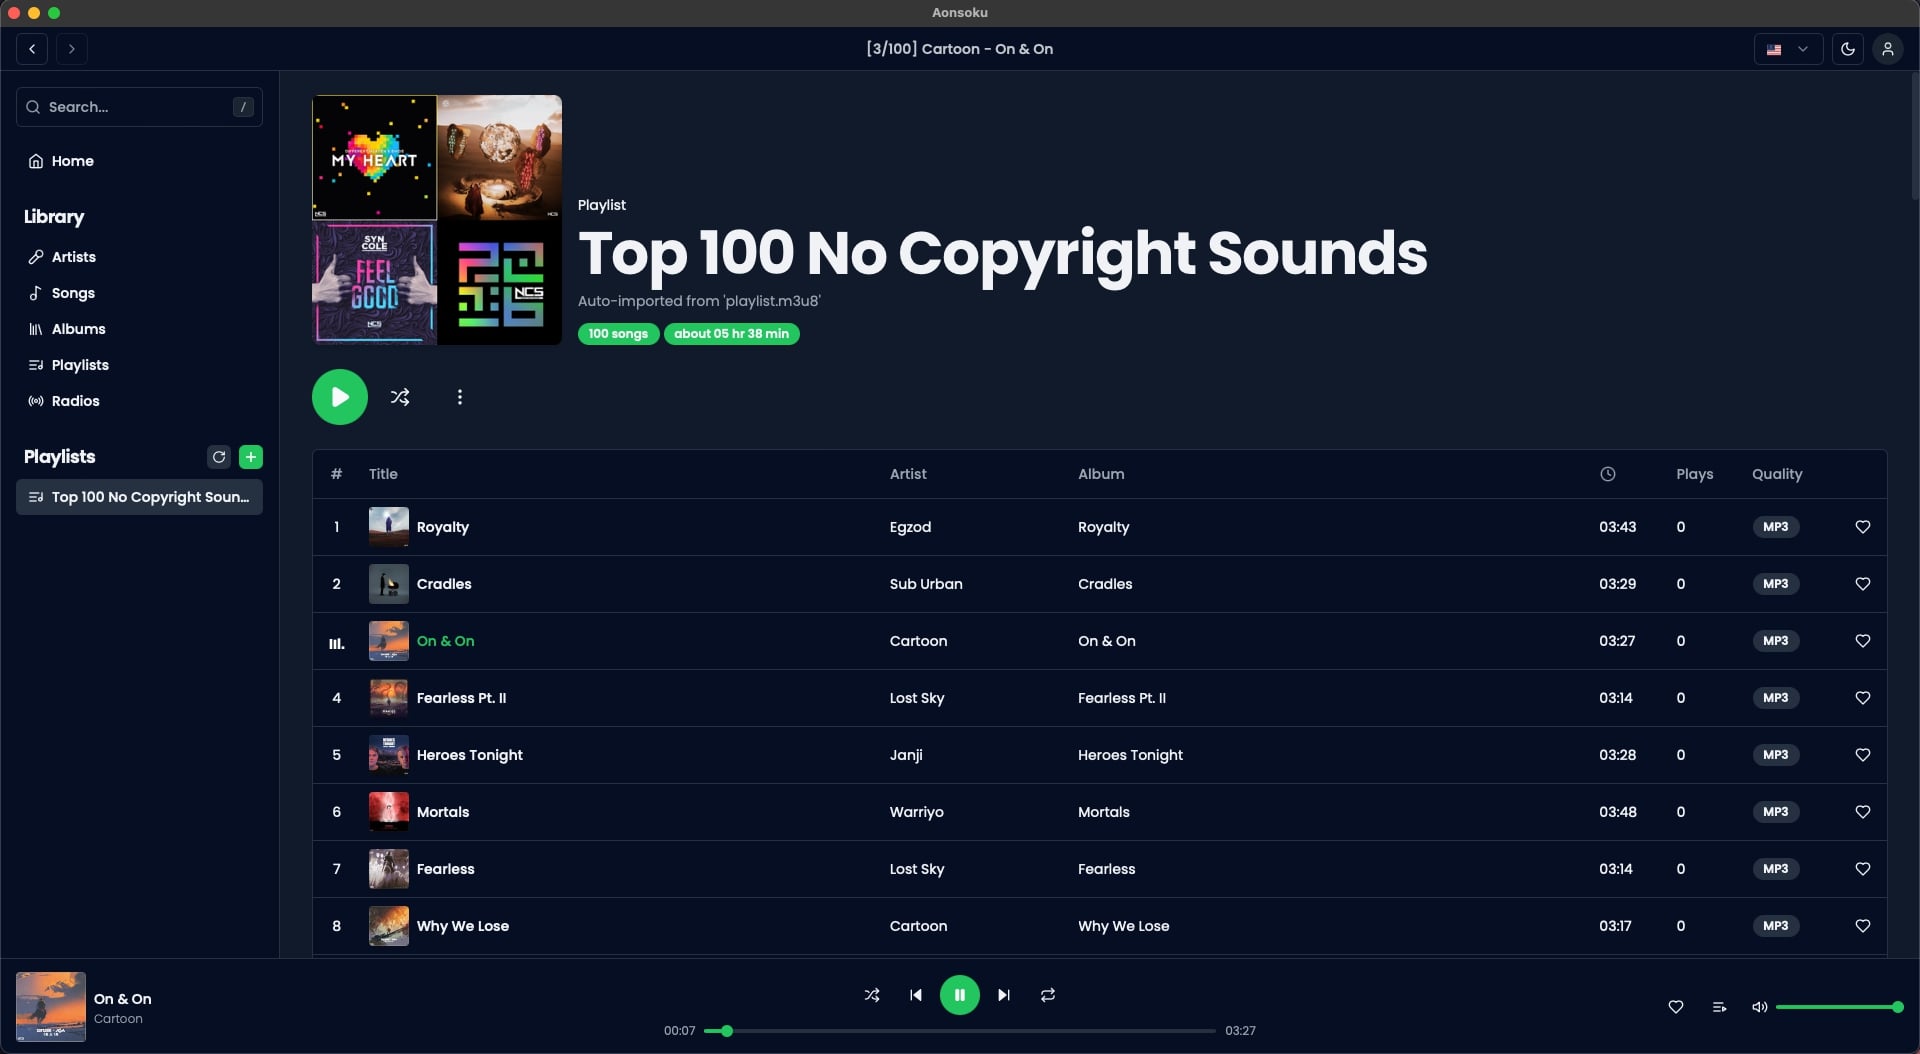 Aonsoku
[3/100] Cartoon - On & On
Search...
/
Home
Library
Artists
Songs
Albums
Playlists
Radios
Playlists
Top 100 No Copyright Soun...
MY HEART
NCS
NCS
SYN COLE
FEEL GOOD
NCS
NCS
Playlist
Top 100 No Copyright Sounds
Auto-imported from 'playlist.m3u8'
100 songs about 05 hr 38 min
# Title Artist Album Plays Quality
1 Royalty Egzod Royalty 03:43 0 MP3
2 Cradles Sub Urban Cradles 03:29 0 MP3
On & On Cartoon On & On 03:27 0 MP3
4 Fearless Pt. II Lost Sky Fearless Pt. II 03:14 0 MP3
5 Heroes Tonight Janji Heroes Tonight 03:28 0 MP3
6 Mortals Warriyo Mortals 03:48 0 MP3
7 Fearless Lost Sky Fearless 03:14 0 MP3
8 Why We Lose Cartoon Why We Lose 03:17 0 MP3
On & On
Cartoon
00:07 03:27